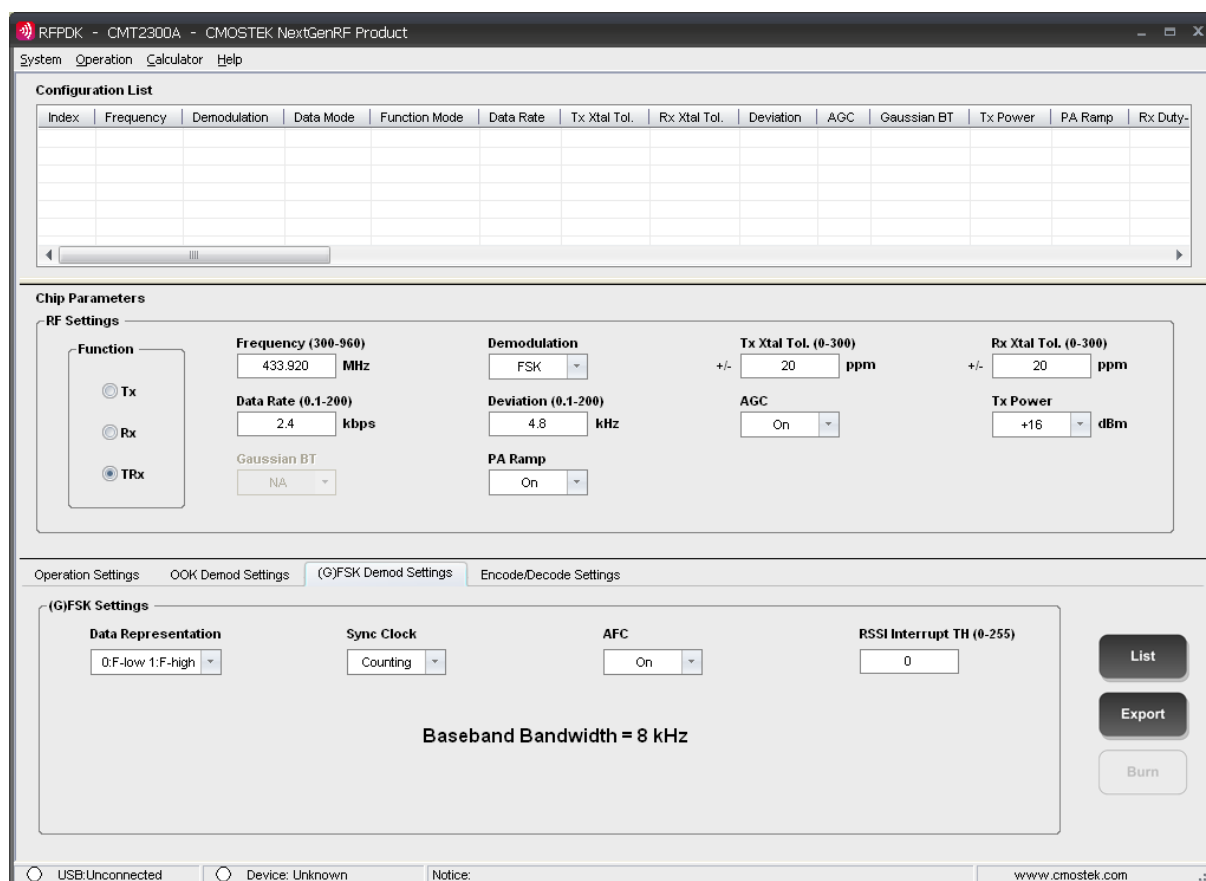 RFPDK - CMT2300A - CMOSTEK NextGenRF Product
System Operation Calculator Help
Configuration List
Index Frequency Demodulation Data Mode Function Mode Data Rate Tx Xtal Tol. Rx Xtal Tol. Deviation AGC Gaussian BT Tx Power PA Ramp Rx Duty-
Chip Parameters
RF Settings
Function
Tx
Rx
TRx
Frequency (300-960) Demodulation Tx Xtal Tol. (0-300) Rx Xtal Tol. (0-300)
433.920 MHz FSK +/- 20 ppm +/- 20 ppm
Data Rate (0.1-200) Deviation (0.1-200) AGC Tx Power
2.4 kbps 4.8 kHz On +16 dBm
Gaussian BT PA Ramp
NA On
Operation Settings OOK Demod Settings (G)FSK Demod Settings Encode/Decode Settings
(G)FSK Settings
Data Representation Sync Clock AFC RSSI Interrupt TH (0-255)
0:F-low 1:F-high Counting On 0
Baseband Bandwidth = 8 kHz
List
Export
Burn
USB:Unconnected Device: Unknown Notice: www.cmostek.com